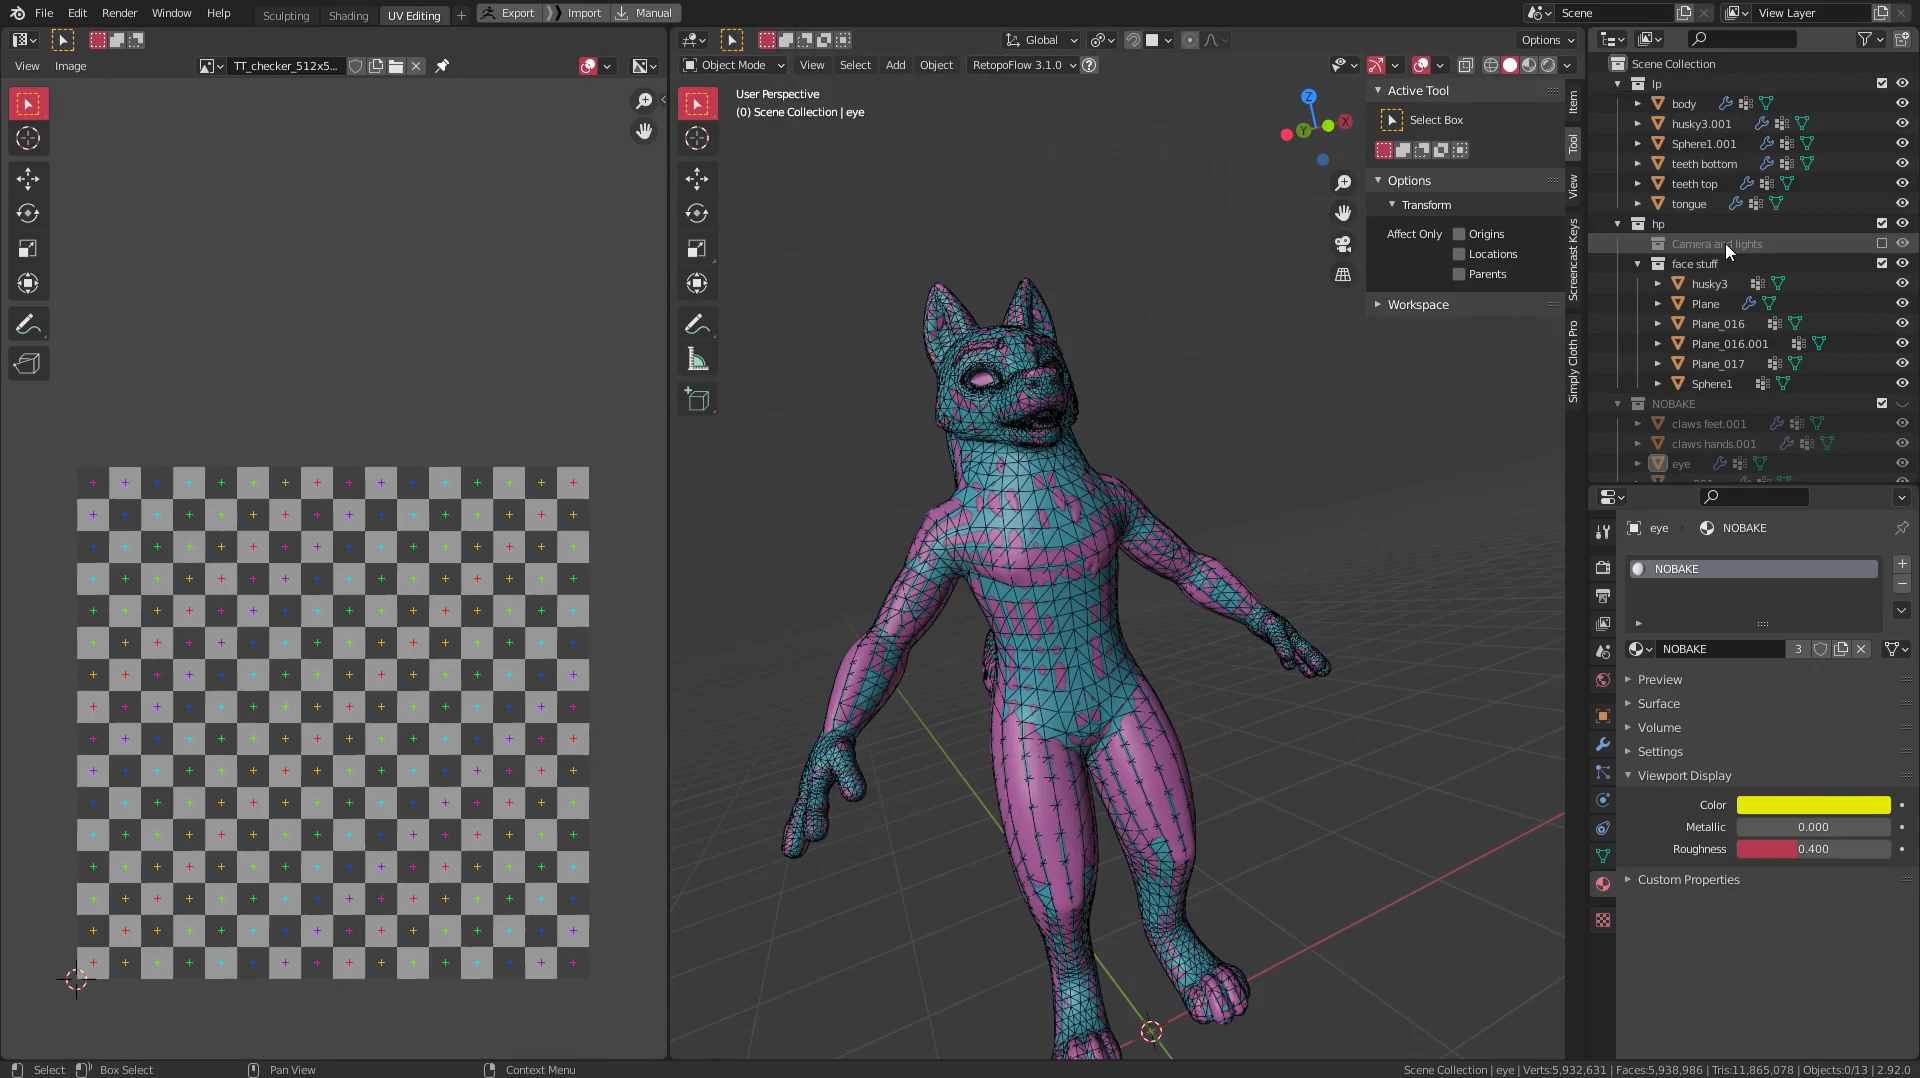 File Edit Render Window Help Sculpting Shading UV Editing + Export Import Manual Scene View Layer
Global Options
View Image TT_checker_512x5... Object Mode View Select Add Object RetopoFlow 3.1.0
User Perspective
(0) Scene Collection | eye
Z
X
Y
Active Tool
Select Box
Options
Transform
Affect Only Origins
Locations
Parents
Workspace
Item
Tool
View
Screencast Keys
Simply Cloth Pro
Scene Collection
lp
body
husky3.001
Sphere1.001
teeth bottom
teeth top
tongue
hp
Camera and lights
face stuff
husky3
Plane
Plane_016
Plane_016.001
Plane_017
Sphere1
NOBAKE
claws feet.001
claws hands.001
eye
eye NOBAKE
NOBAKE
NOBAKE 3
Preview
Surface
Volume
Settings
Viewport Display
Color
Metallic 0.000
Roughness 0.400
Custom Properties
Select Box Select Pan View Context Menu Scene Collection | eye | Verts:5,932,631 | Faces:5,938,986 | Tris:11,865,078 | Objects:0/13 | 2.92.0